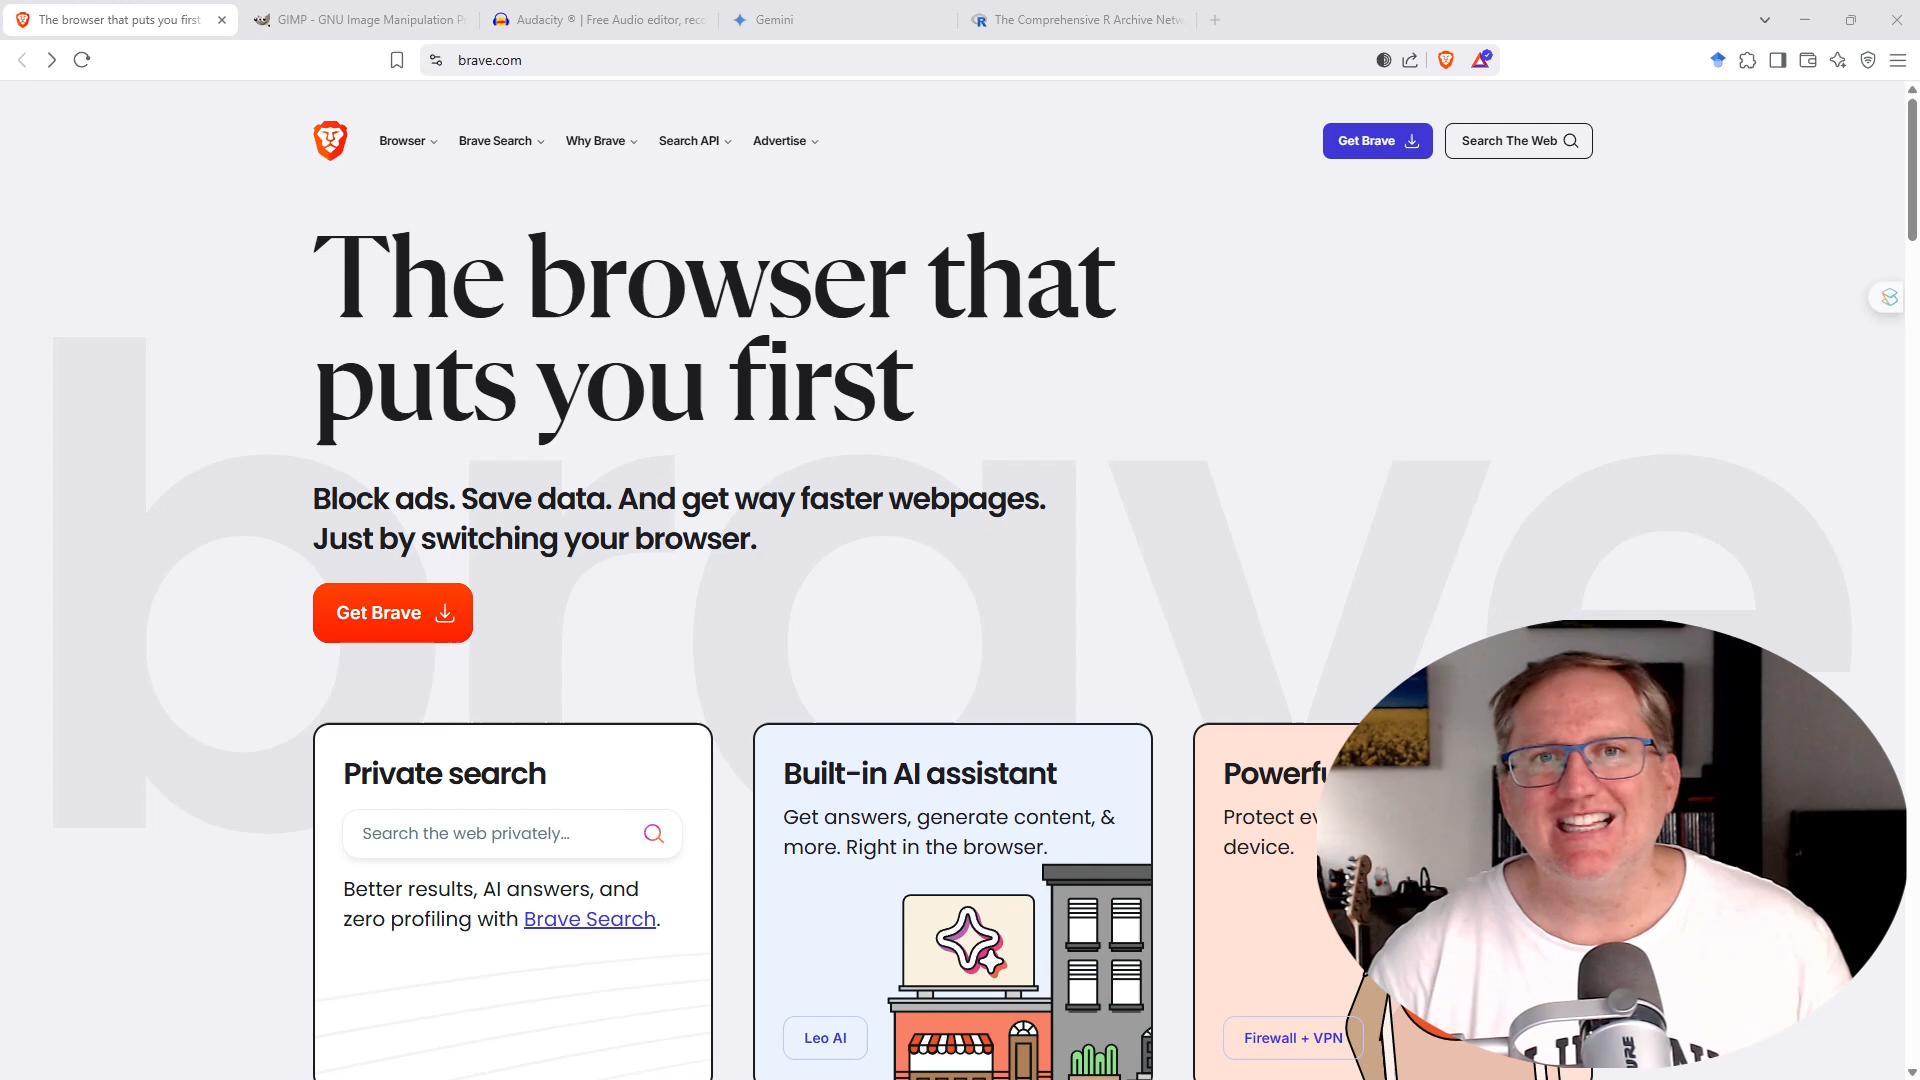 The browser that puts you first
GIMP - GNU Image Manipulation Pr
Audacity ® | Free Audio editor, recc
Gemini
The Comprehensive R Archive Netw
brave.com
Browser
Brave Search
Why Brave
Search API
Advertise
Get Brave
Search The Web
The browser that
puts you first
brave
Block ads. Save data. And get way faster webpages.
Just by switching your browser.
Get Brave
Private search
Search the web privately...
Better results, AI answers, and
zero profiling with Brave Search.
Built-in AI assistant
Get answers, generate content, &
more. Right in the browser.
Leo AI
Powerfu
Protect ev
device.
Firewall + VPN